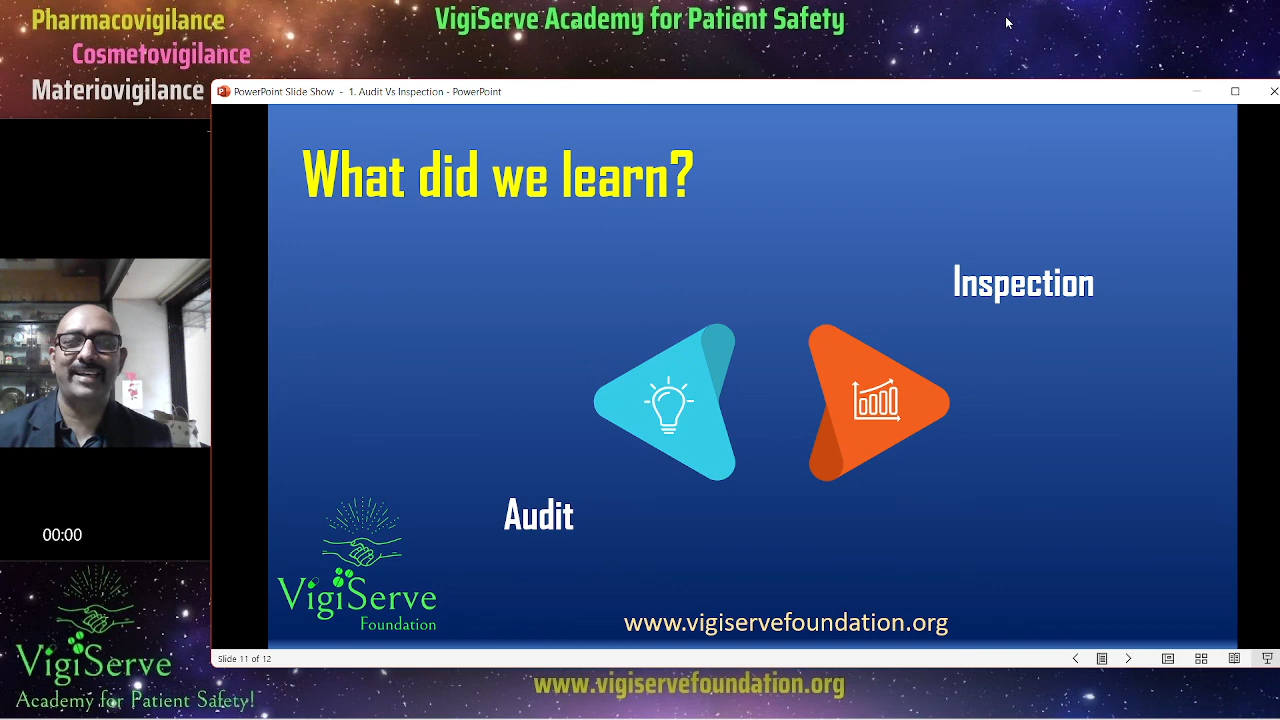 Pharmacovigilance
Cosmetovigilance
Materiovigilance
VigiServe Academy for Patient Safety
PowerPoint Slide Show - 1. Audit Vs Inspection - PowerPoint
What did we learn?
Inspection
Audit
VigiServe
Foundation
www.vigiservefoundation.org
00:00
Slide 11 of 12
VigiServe
Academy for Patient Safety!
www.vigiservefoundation.org